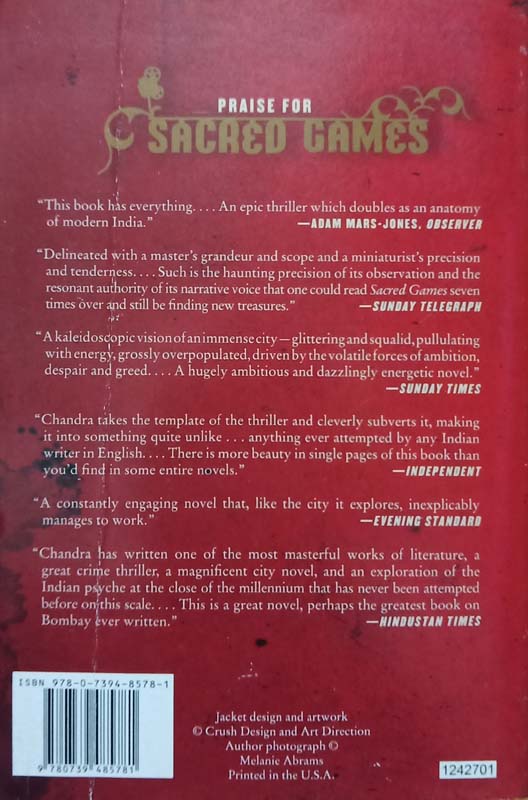 PRAISE FOR
SACRED GAMES
“This book has everything. . . . An epic thriller which doubles as an anatomy
of modern India.” —ADAM MARS-JONES, OBSERVER
“Delineated with a master’s grandeur and scope and a miniaturist’s precision
and tenderness. . . . Such is the haunting precision of its observation and the
resonant authority of its narrative voice that one could read Sacred Games seven
times over and still be finding new treasures.” —SUNDAY TELEGRAPH
“A kaleidoscopic vision of an immense city—glittering and squalid, pullulating
with energy, grossly overpopulated, driven by the volatile forces of ambition,
despair and greed. . . . A hugely ambitious and dazzlingly energetic novel.”
—SUNDAY TIMES
“Chandra takes the template of the thriller and cleverly subverts it, making
it into something quite unlike . . . anything ever attempted by any Indian
writer in English. . . . There is more beauty in single pages of this book than
you’d find in some entire novels.” —INDEPENDENT
“A constantly engaging novel that, like the city it explores, inexplicably
manages to work.” —EVENING STANDARD
“Chandra has written one of the most masterful works of literature, a
great crime thriller, a magnificent city novel, and an exploration of the
Indian psyche at the close of the millennium that has never been attempted
before on this scale. . . . This is a great novel, perhaps the greatest book on
Bombay ever written.” —HINDUSTAN TIMES
ISBN 978-0-7394-8578-1
9 780739 485781
Jacket design and artwork
© Crush Design and Art Direction
Author photograph ©
Melanie Abrams
Printed in the U.S.A.
1242701